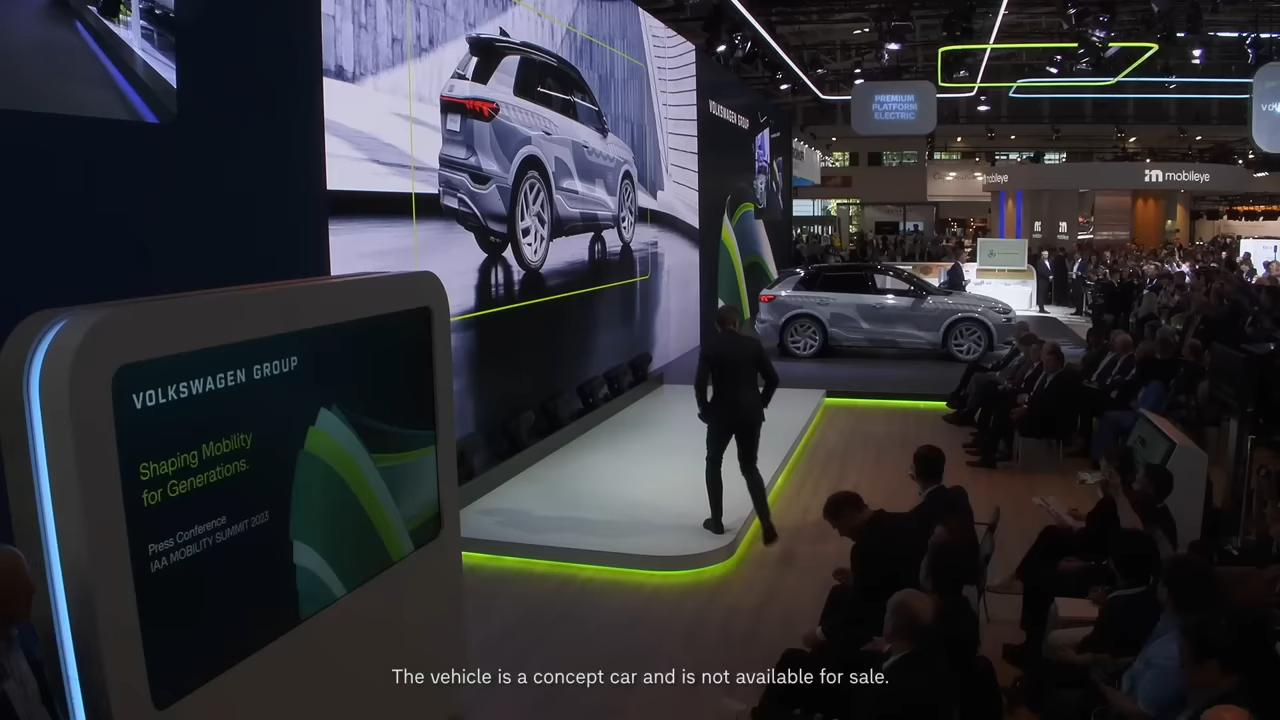 PREMIUM
PLATFORM
ELECTRIC
VOLKSWAGEN GROUP
mobileye
mobileye
VOLKSWAGEN GROUP
Shaping Mobility
for Generations.
Press Conference
IAA MOBILITY SUMMIT 2023
The vehicle is a concept car and is not available for sale.